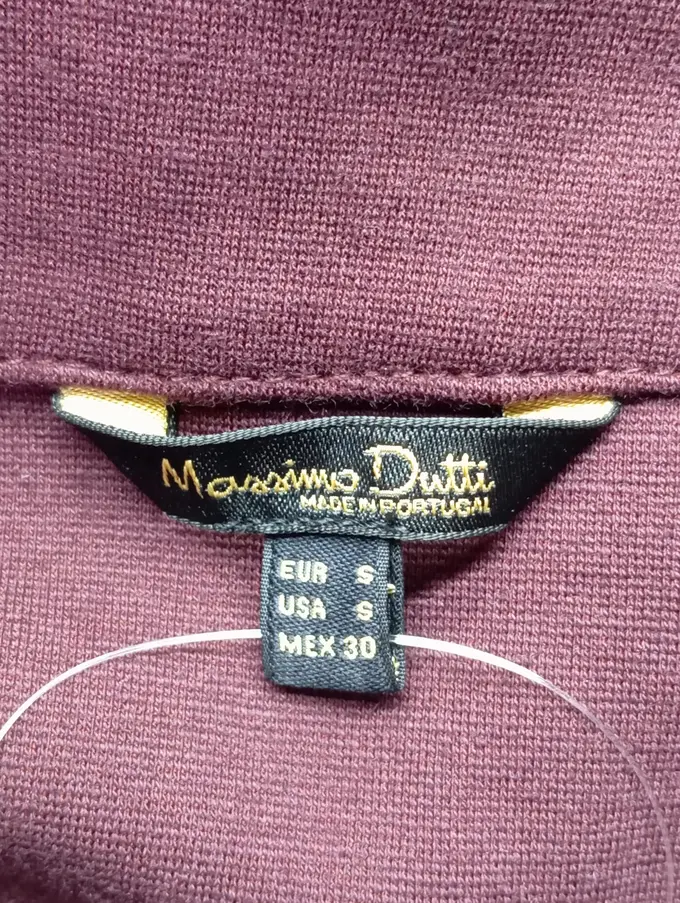 Massimo Dutti
MADE IN PORTUGAL
EUR S
USA S
MEX 30